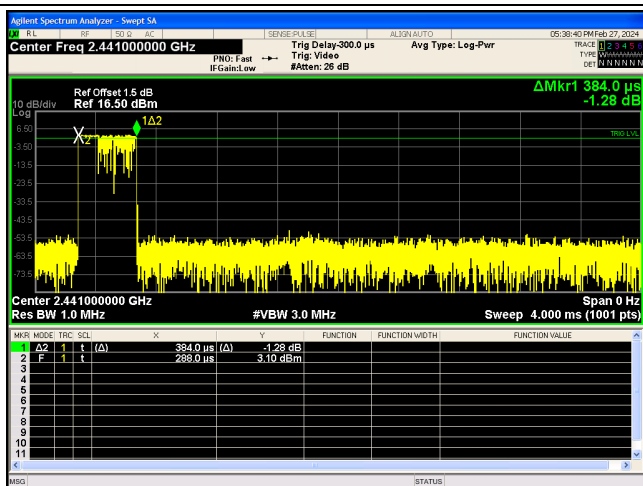 Agilent Spectrum Analyzer - Swept SA
LXI RL RF 50 Ω AC SENSE:PULSE ALIGN AUTO 05:38:40 PM Feb 27, 2024
Center Freq 2.441000000 GHz Trig Delay-300.0 µs Avg Type: Log-Pwr TRACE 1 2 3 4 5 6
PNO: Fast Trig: Video TYPE
IFGain:Low #Atten: 26 dB DET N N N N N N
ΔMkr1 384.0 µs
Ref Offset 1.5 dB
10 dB/div Ref 16.50 dBm -1.28 dB
Log
1Δ2
6.50
TRIG LVL
2
-3.50
-13.5
-23.5
-33.5
-43.5
-53.5
-63.5
-73.5
Center 2.441000000 GHz Span 0 Hz
Res BW 1.0 MHz #VBW 3.0 MHz Sweep 4.000 ms (1001 pts)
MKR MODE TRC SCL X Y FUNCTION FUNCTION WIDTH FUNCTION VALUE
1 Δ2 1 t (Δ) 384.0 µs (Δ) -1.28 dB
2 F 1 t 288.0 µs 3.10 dBm
3
4
5
6
7
8
9
10
11
MSG STATUS